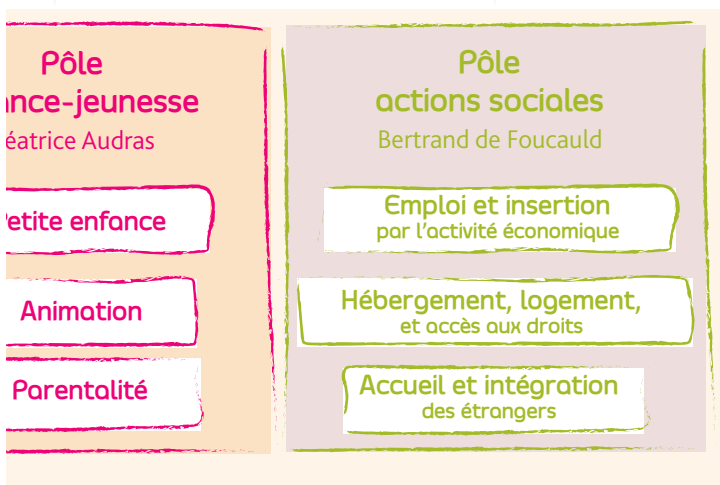 Pôle
ance-jeunesse
éatrice Audras
Petite enfance
Animation
Parentalité
Pôle
actions sociales
Bertrand de Foucauld
Emploi et insertion
par l'activité économique
Hébergement, logement,
et accès aux droits
Accueil et intégration
des étrangers